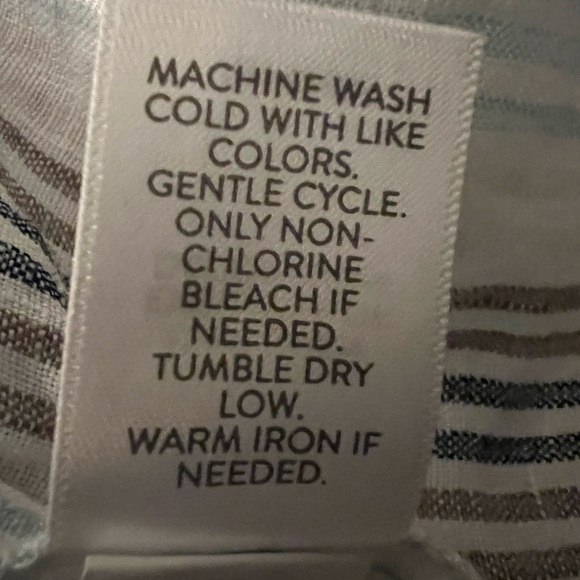 MACHINE WASH
COLD WITH LIKE
COLORS.
GENTLE CYCLE.
ONLY NON-
CHLORINE
BLEACH IF
NEEDED.
TUMBLE DRY
LOW.
WARM IRON IF
NEEDED.